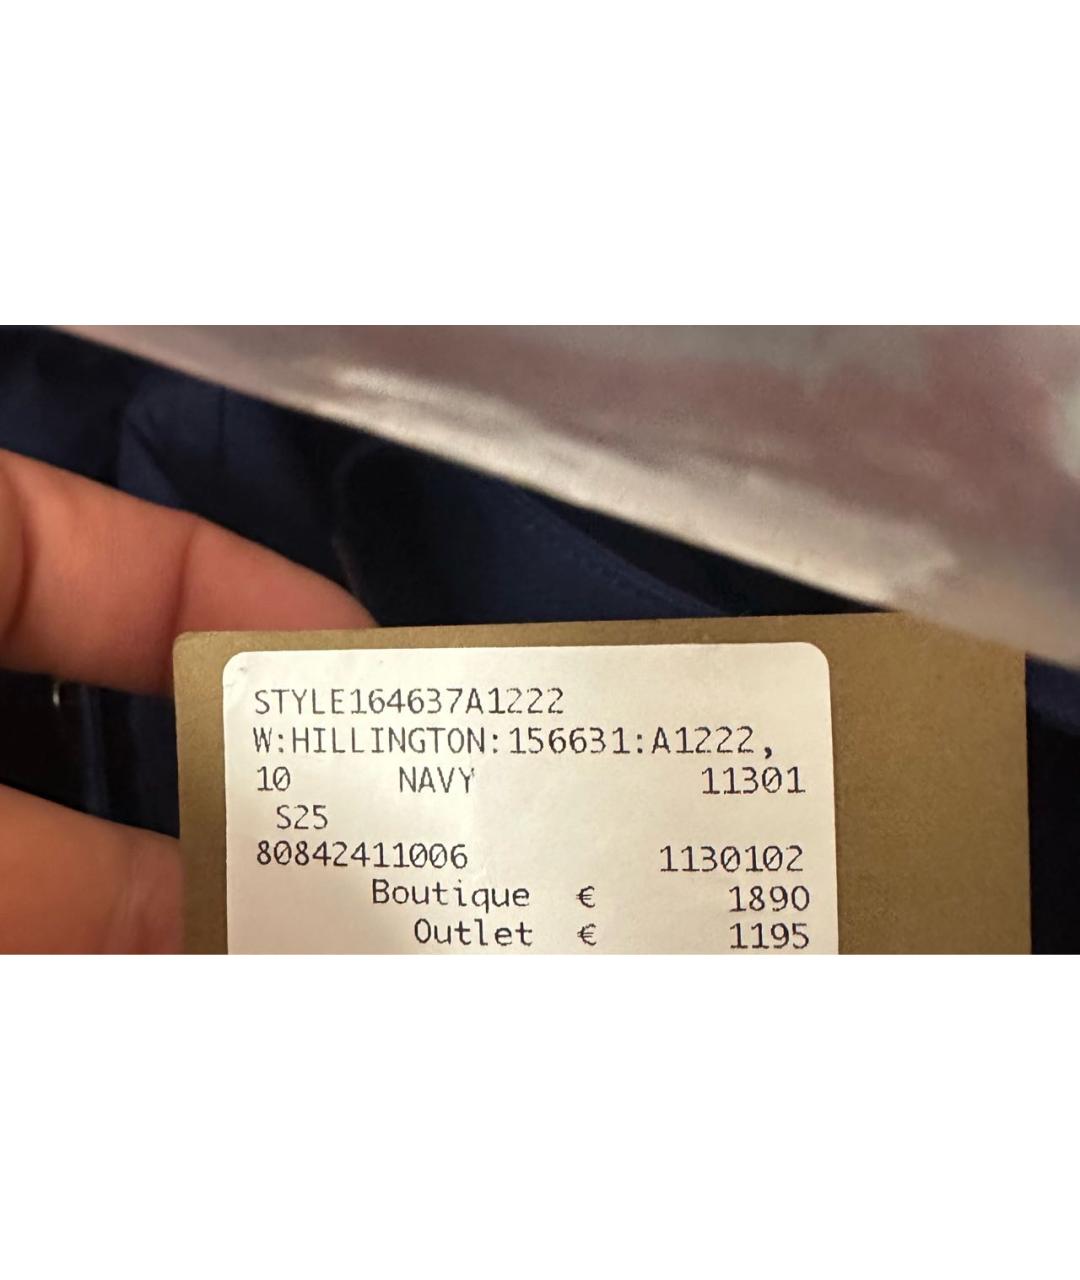 STYLE164637A1222
W:HILLINGTON:156631:A1222,
10 NAVY 11301
S25
80842411006 1130102
Boutique € 1890
Outlet € 1195